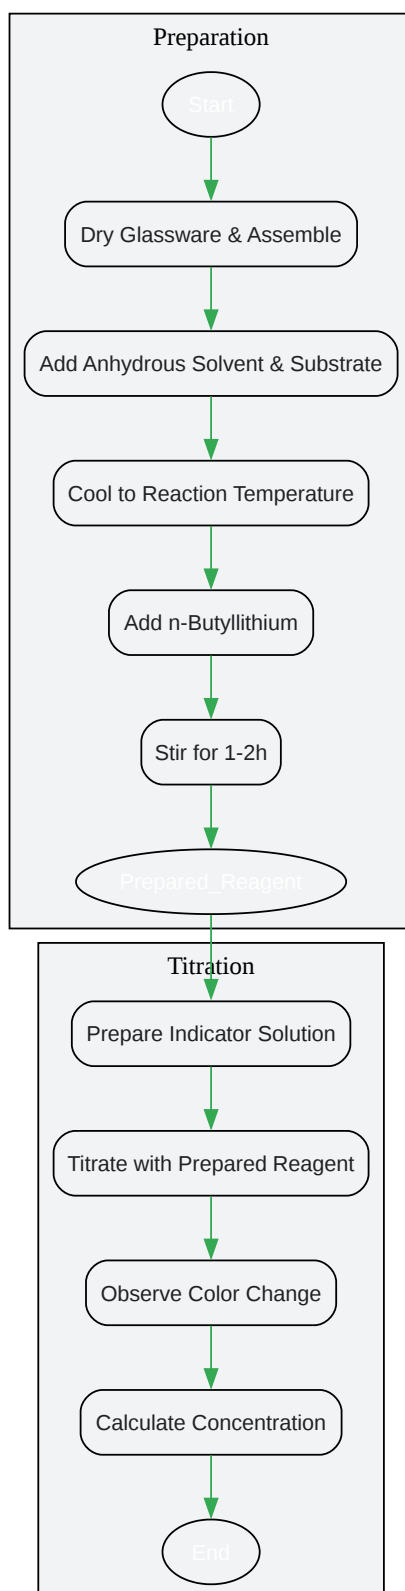 Preparation
Start
Dry Glassware & Assemble
Add Anhydrous Solvent & Substrate
Cool to Reaction Temperature
Add n-Butyllithium
Stir for 1-2h
Prepared_Reagent
Titration
Prepare Indicator Solution
Titrate with Prepared Reagent
Observe Color Change
Calculate Concentration
End